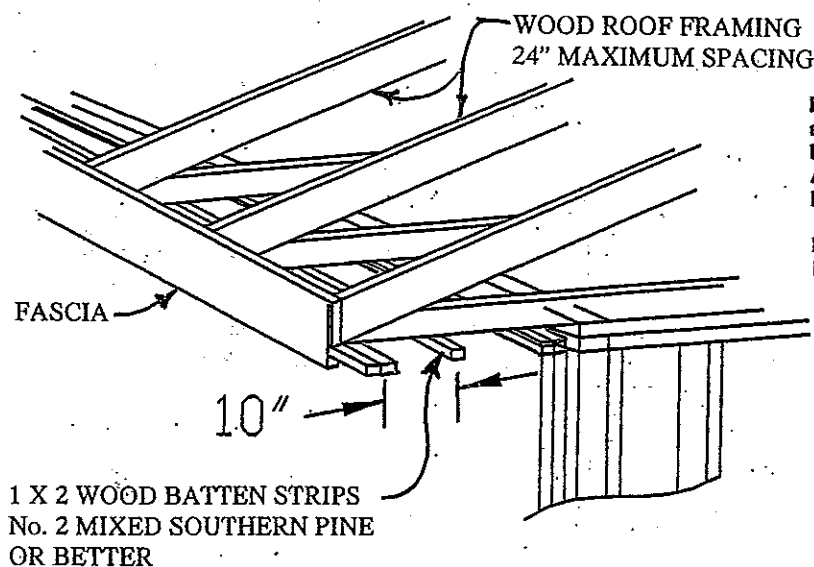 WOOD ROOF FRAMING
24" MAXIMUM SPACING
FASCIA
10"
1 X 2 WOOD BATTEN STRIPS
No. 2 MIXED SOUTHERN PINE
OR BETTER